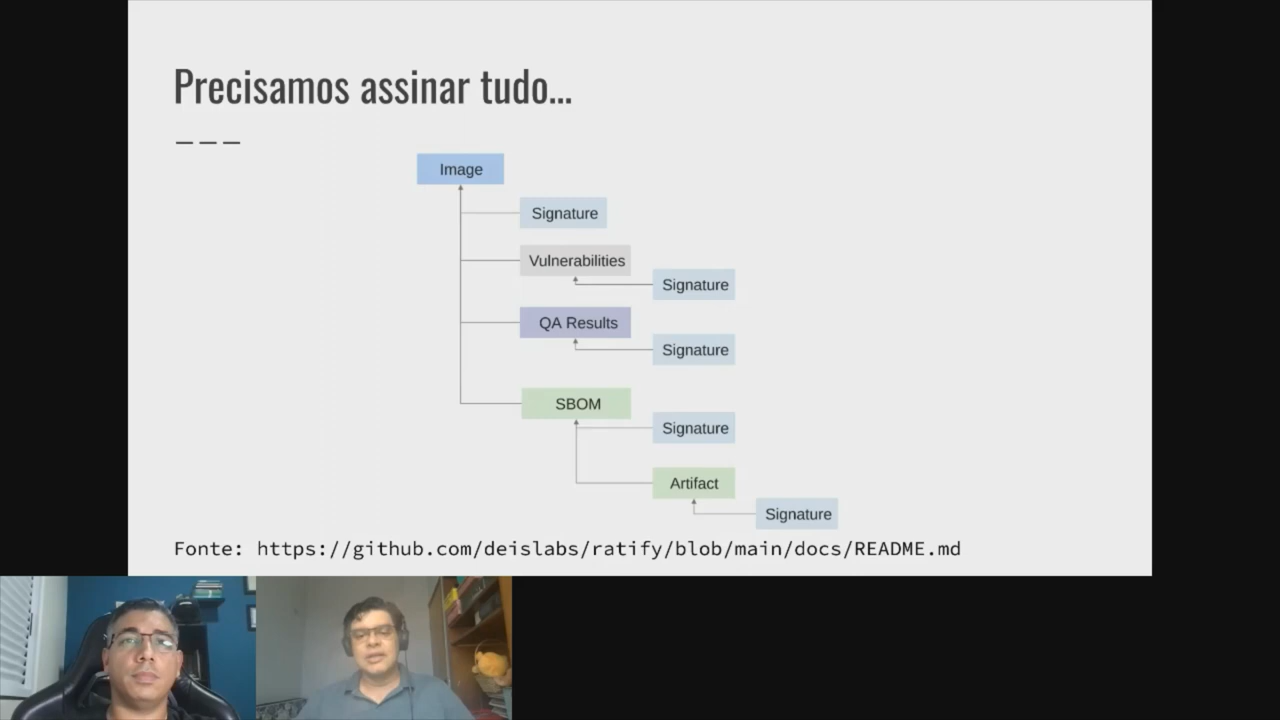 Precisamos assinar tudo...
Image
Signature
Vulnerabilities
Signature
QA Results
Signature
SBOM
Signature
Artifact
Signature
Fonte: https://github.com/deislabs/ratify/blob/main/docs/README.md